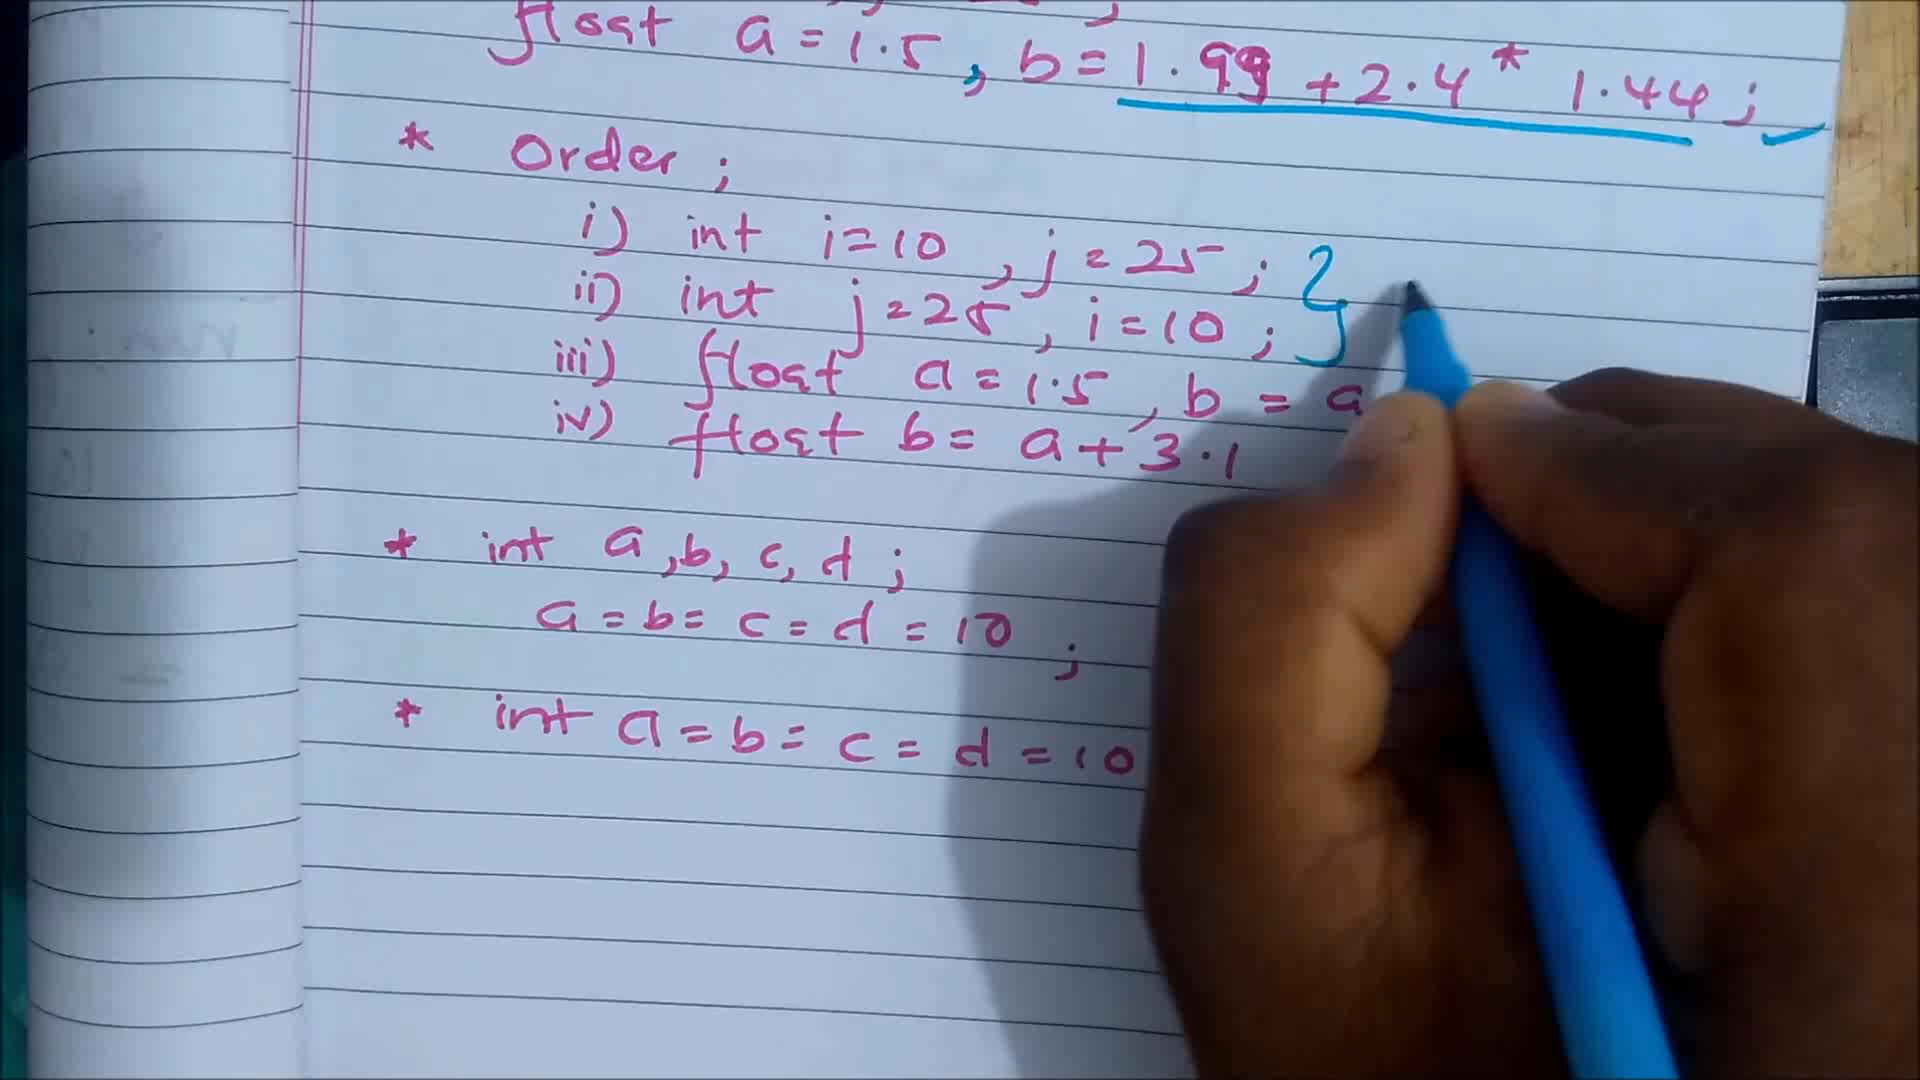 float a = 1.5 , b = 1.99 + 2.4 * 1.44 ;
* Order ;
i) int i = 10 , j = 25 ; }
ii) int j = 25 , i = 10 ;
iii) float a = 1.5 , b = a
iv) float b = a + 3.1
* int a , b , c , d ;
a = b = c = d = 10 ;
* int a = b = c = d = 10